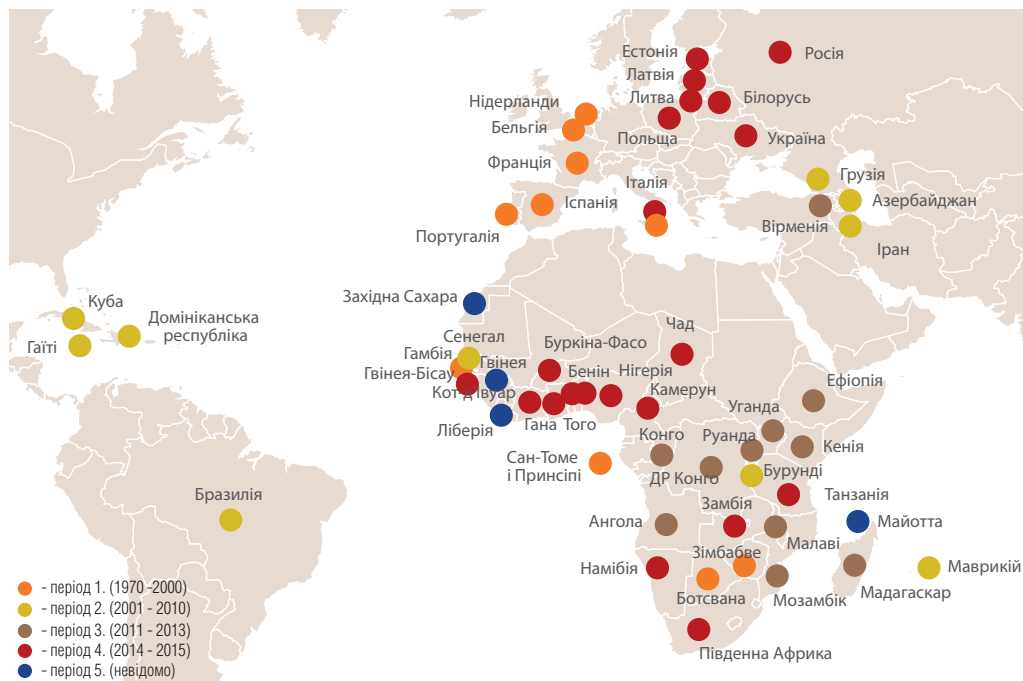 Естонія
Росія
Латвія
Литва
Білорусь
Нідерланди
Бельгія
Польща
Україна
Франція
Італія
Грузія
Іспанія
Азербайджан
Португалія
Вірменія
Іран
Західна Сахара
Куба
Домініканська
республіка
Гаїті
Чад
Сенегал
Буркіна-Фасо
Гамбія
Гвінея
Гвінея-Бісау
Бенін
Нігерія
Ефіопія
Кот-д'Івуар
Камерун
Уганда
Ліберія
Гана
Того
Конго
Руанда
Кенія
Сан-Томе
і Принсіпі
ДР Конго
Бурунді
Бразилія
Танзанія
Замбія
Ангола
Майотта
Малаві
Зімбабве
Намібія
Маврикій
Ботсвана
Мозамбік
Мадагаскар
Південна Африка
- період 1. (1970 -2000)
- період 2. (2001 - 2010)
- період 3. (2011 - 2013)
- період 4. (2014 - 2015)
- період 5. (невідомо)